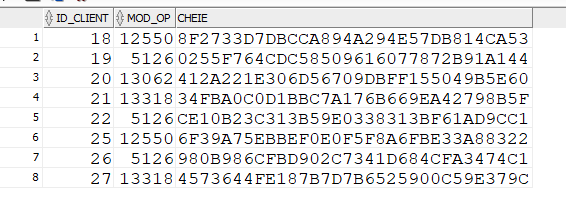 ID_CLIENT MOD_OP CHEIE
1 18 12550 8F2733D7DBCCA894A294E57DB814CA53
2 19 5126 0255F764CDC58509616077872B91A144
3 20 13062 412A221E306D56709DBFF155049B5E60
4 21 13318 34FBA0C0D1BBC7A176B669EA42798B5F
5 22 5126 CE10B23C313B59E0338313BF61AD9CC1
6 25 12550 6F39A75EBBEF0E0F5F8A6FBE33A88322
7 26 5126 980B986CFBD902C7341D684CFA3474C1
8 27 13318 4573644FE187B7D7B6525900C59E379C